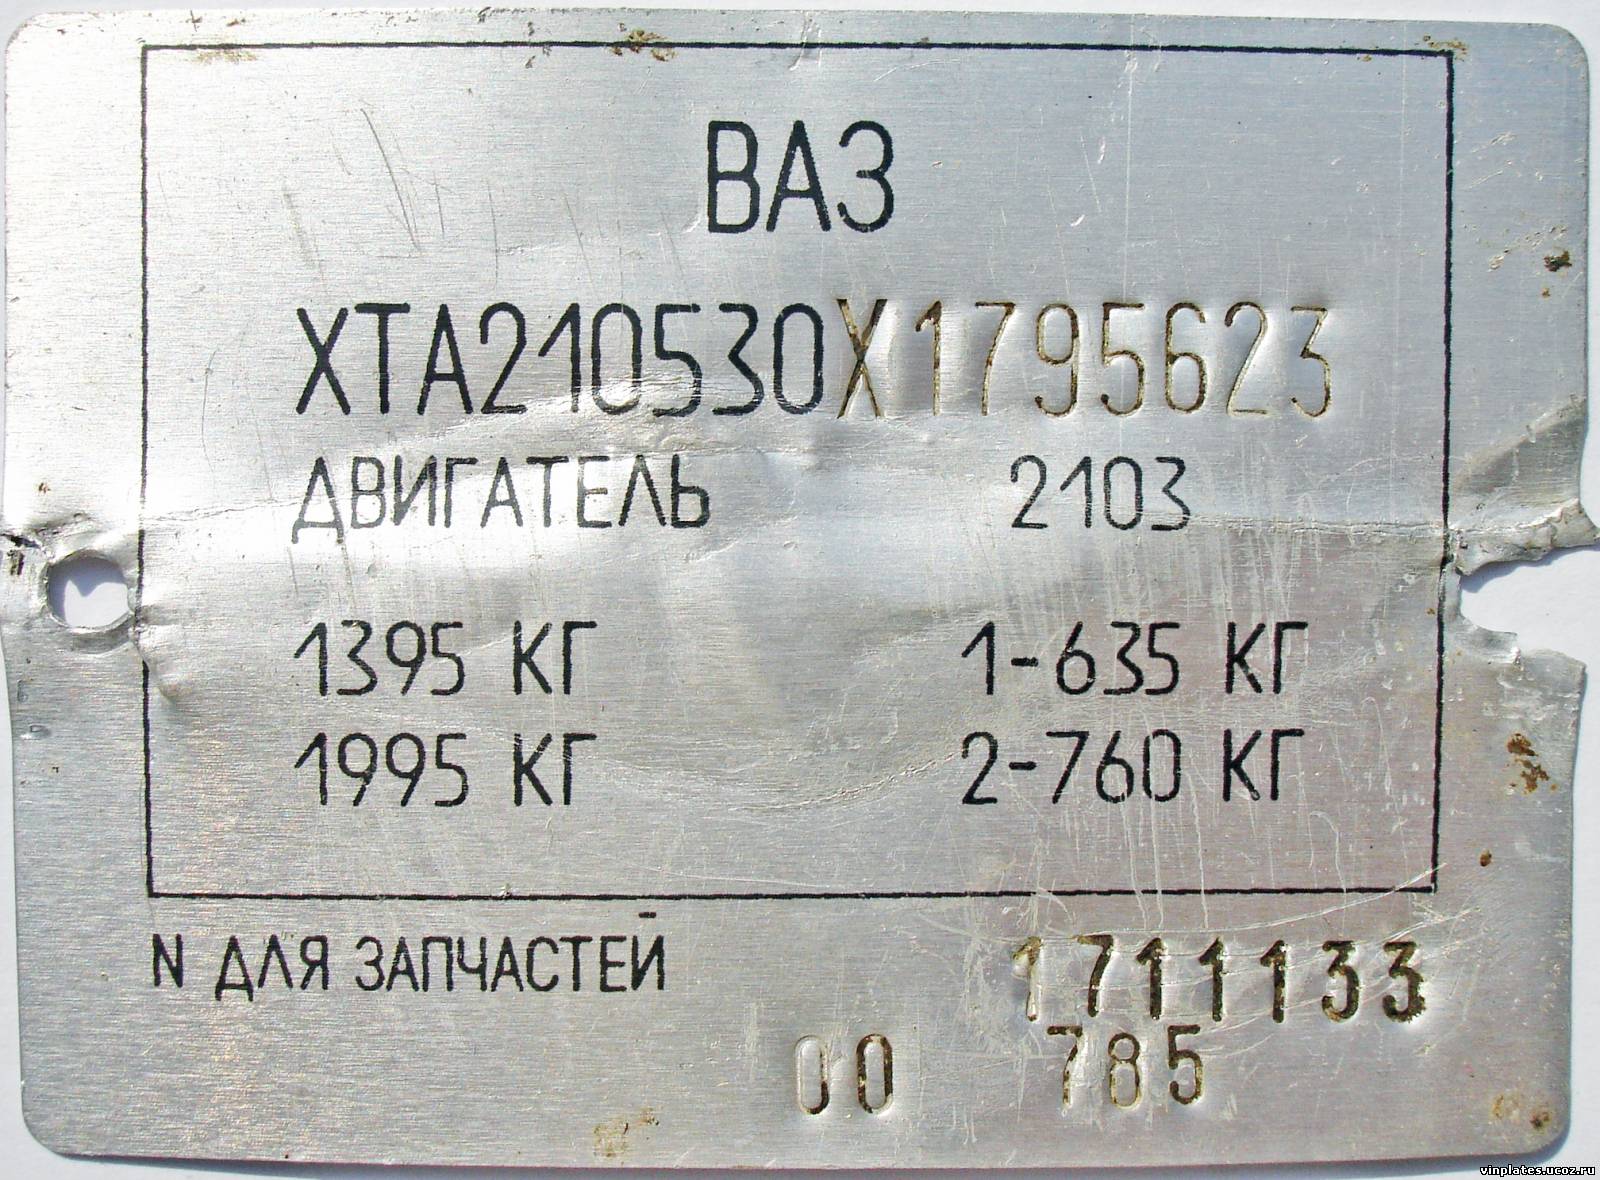 ВАЗ
ХТА210530Х1795623
ДВИГАТЕЛЬ 2103
1395 КГ 1-635 КГ
1995 КГ 2-760 КГ
N ДЛЯ ЗАПЧАСТЕЙ 1711133
00 785
vinplates.ucoz.ru